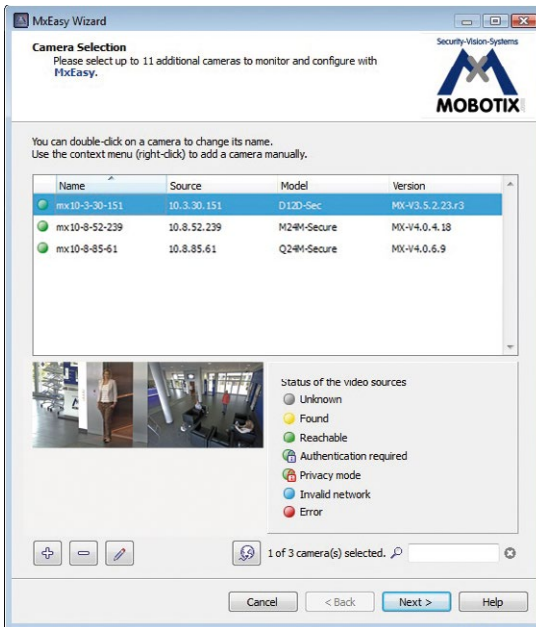 MxEasy Wizard
Camera Selection
Please select up to 11 additional cameras to monitor and configure with
MxEasy.
Security-Vision-Systems
MOBOTIX
You can double-click on a camera to change its name.
Use the context menu (right-click) to add a camera manually.
Name Source Model Version
mx10-3-30-151 10.3.30.151 D12D-Sec MX-V3.5.2.23.r3
mx10-8-52-239 10.8.52.239 M24M-Secure MX-V4.0.4.18
mx10-8-85-61 10.8.85.61 Q24M-Secure MX-V4.0.6.9
Status of the video sources
Unknown
Found
Reachable
Authentication required
Privacy mode
Invalid network
Error
1 of 3 camera(s) selected.
Cancel < Back Next > Help